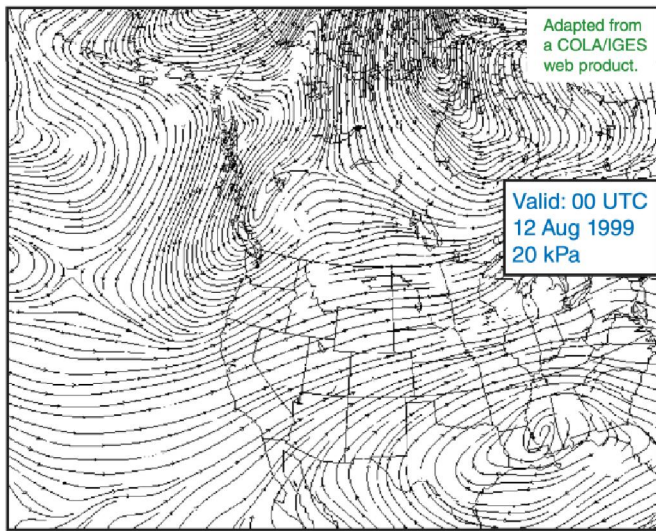 Adapted from
a COLA/IGES
web product.
Valid: 00 UTC
12 Aug 1999
20 kPa